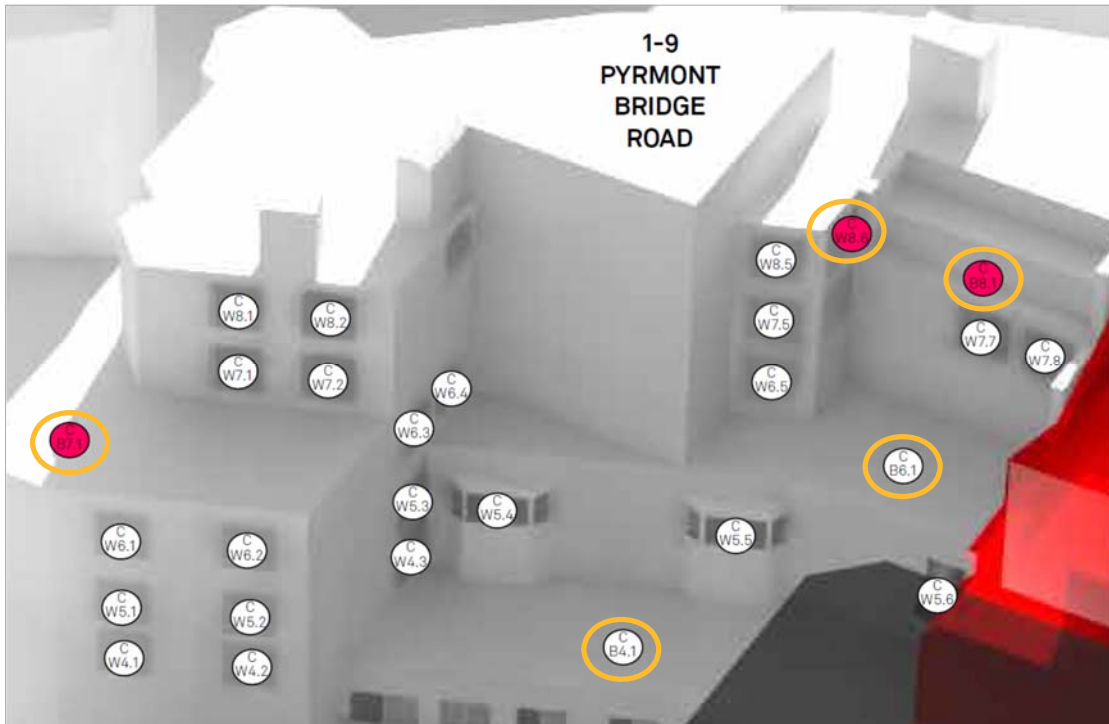 1-9
PYRMONT
BRIDGE
ROAD
C
W8.6
C
W8.5
C
B8.1
C
W8.1
C
W8.2
C
W7.5
C
W7.7
C
W7.8
C
W7.1
C
W7.2
C
W6.4
C
W6.5
C
W6.3
C
B7.1
C
B6.1
C
W5.3
C
W5.4
C
W5.5
C
W6.1
C
W6.2
C
W4.3
C
W5.6
C
W5.1
C
W5.2
C
B4.1
C
W4.1
C
W4.2